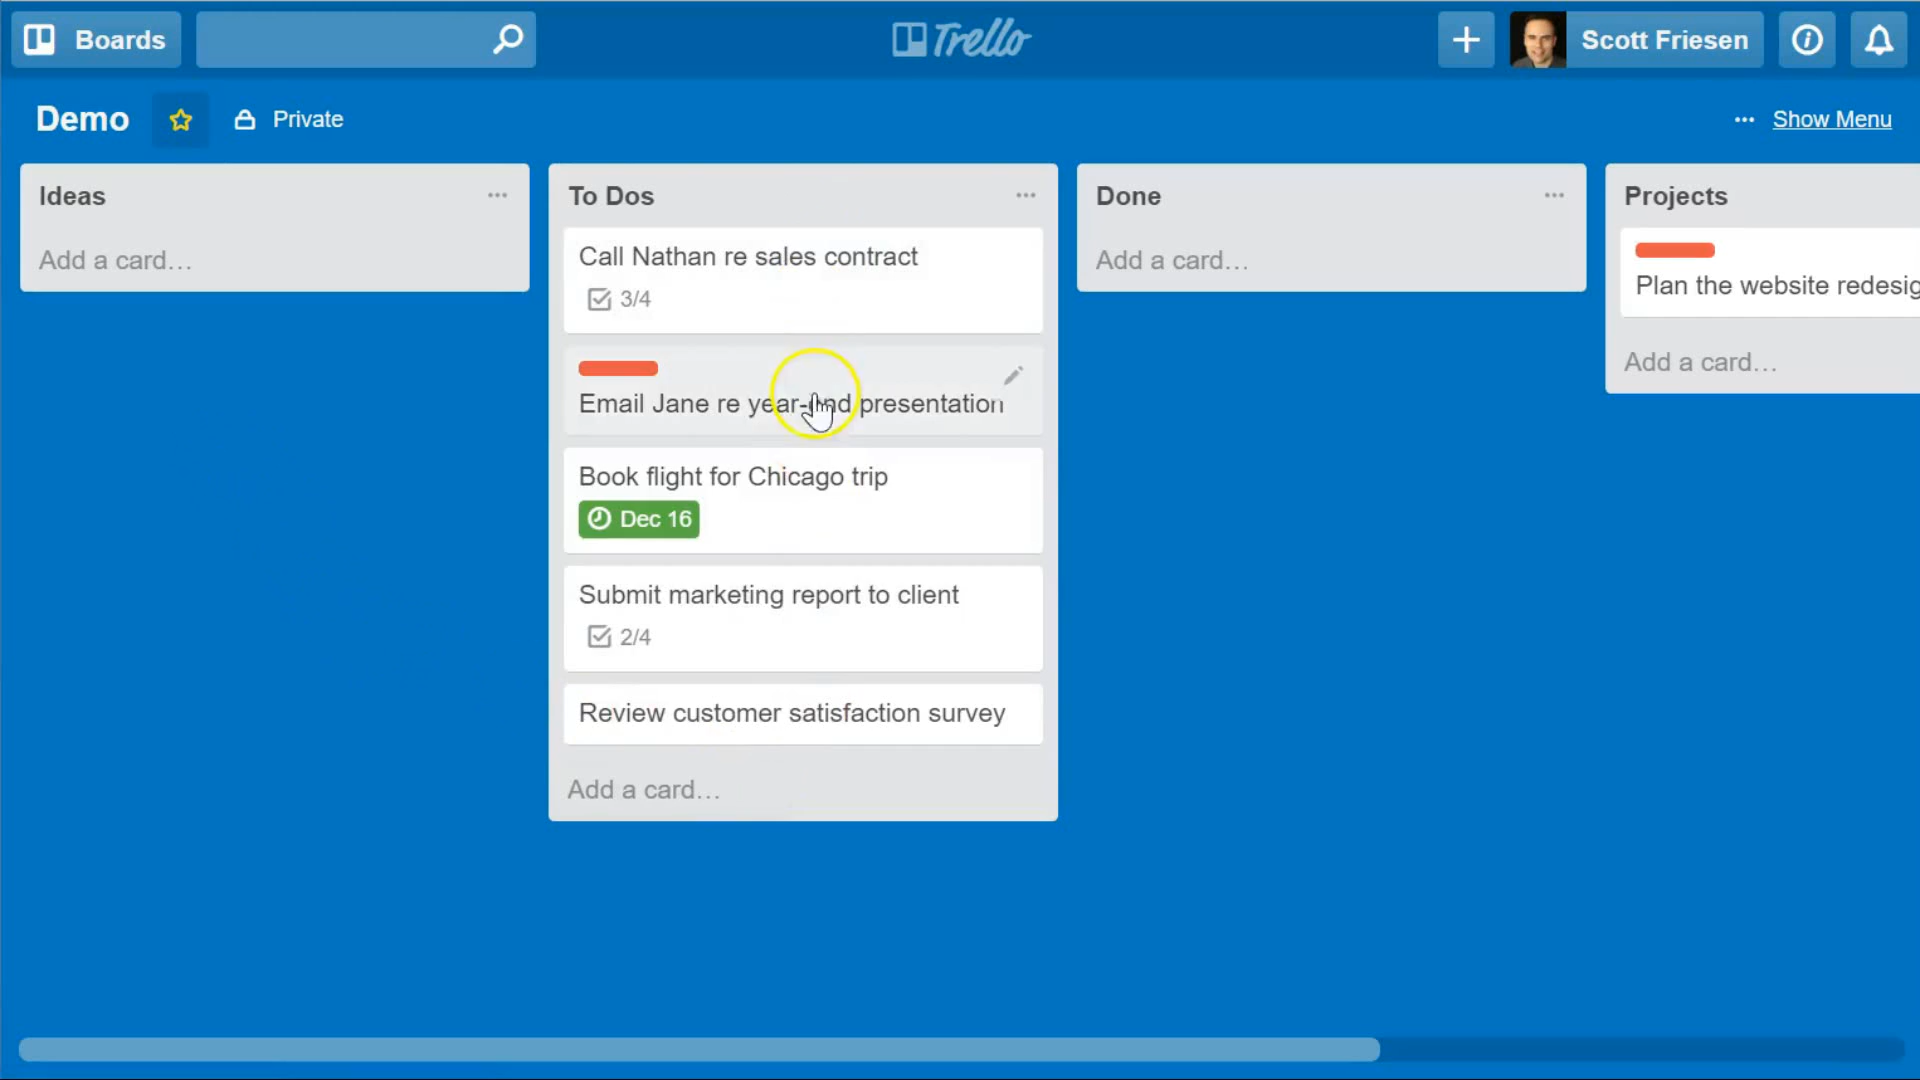 Boards
Trello
Scott Friesen
Demo
Private
Show Menu
Ideas
Add a card…
To Dos
Call Nathan re sales contract
3/4
Email Jane re year-end presentation
Book flight for Chicago trip
Dec 16
Submit marketing report to client
2/4
Review customer satisfaction survey
Add a card…
Done
Add a card…
Projects
Plan the website redesig
Add a card…